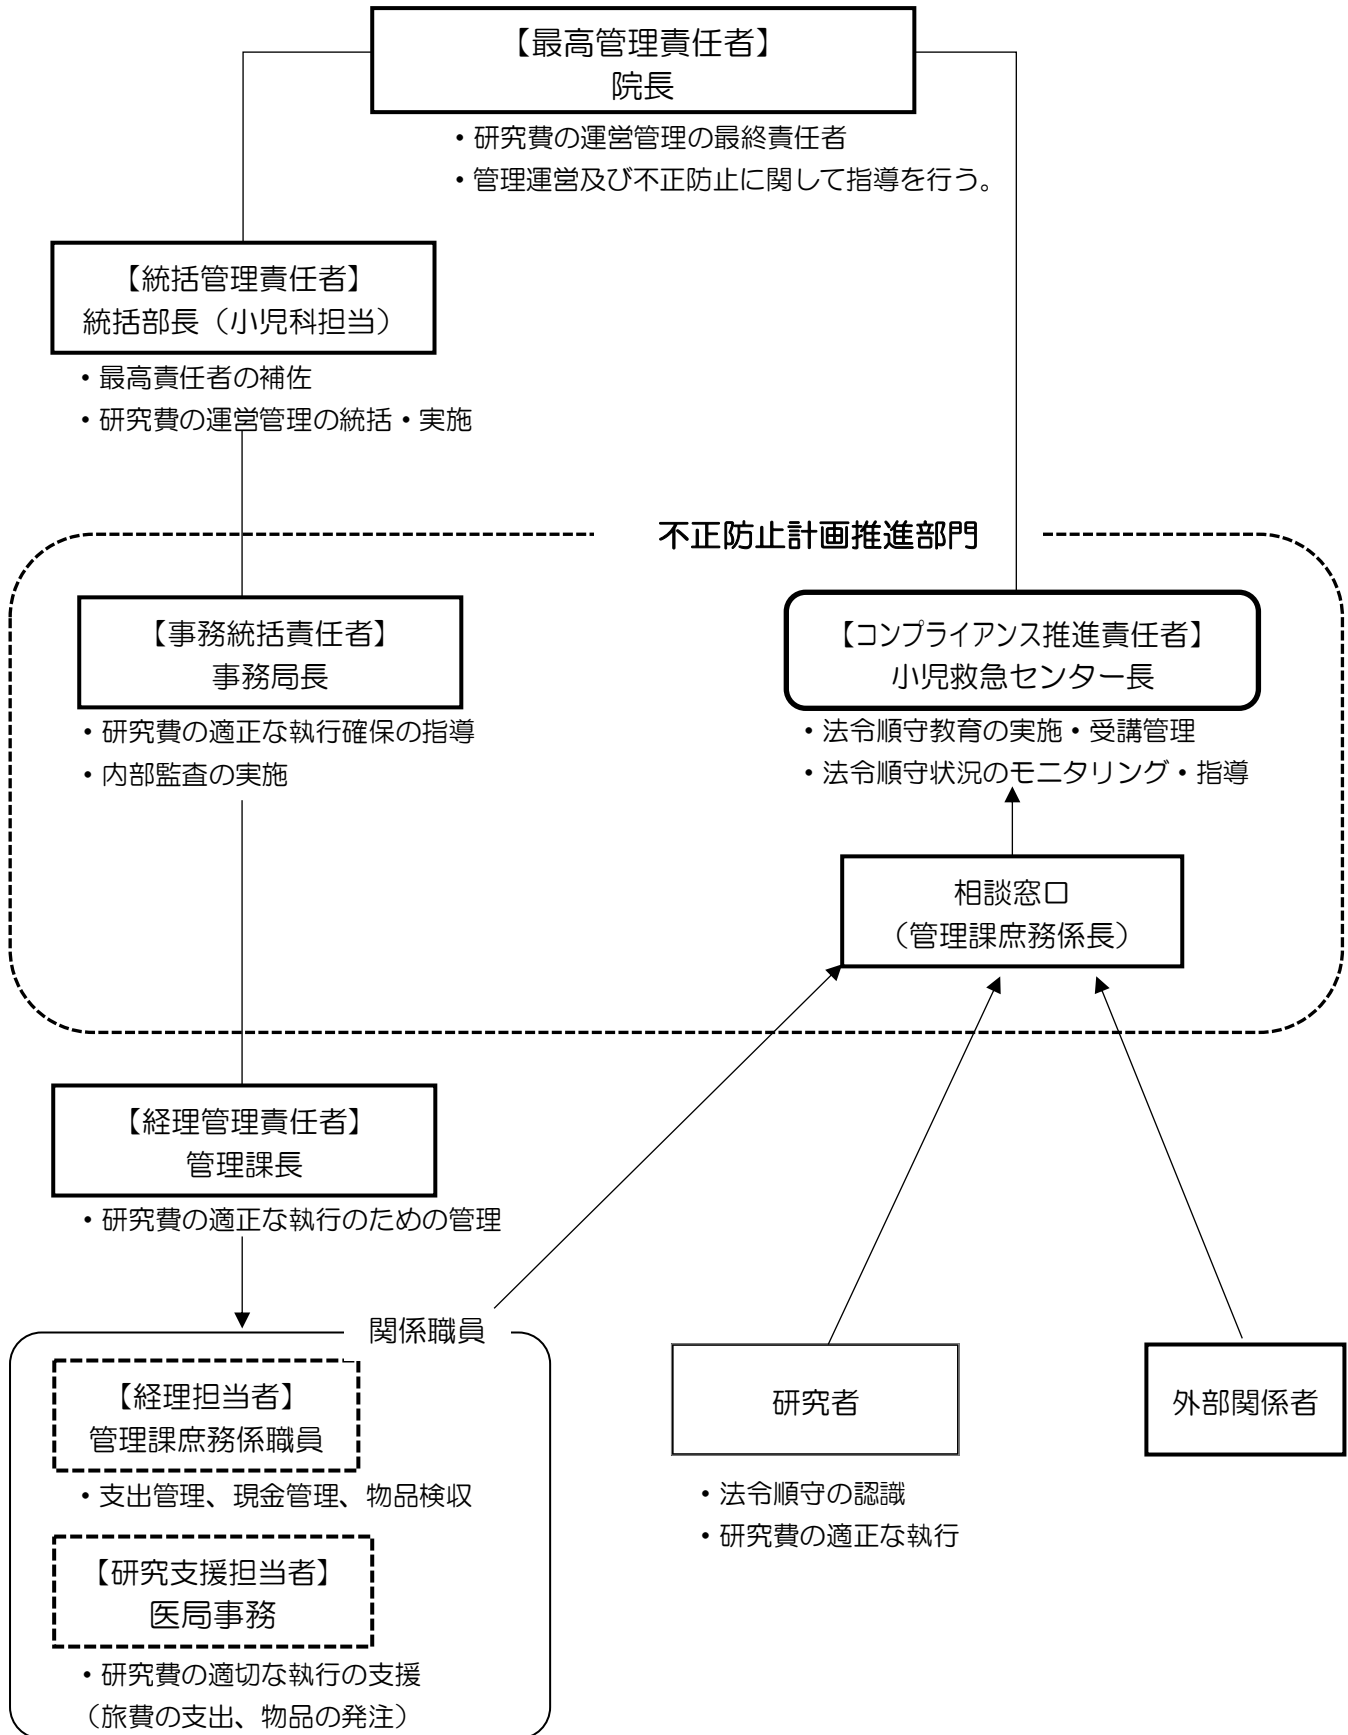 【最高管理責任者】
院長
・研究費の運営管理の最終責任者
・管理運営及び不正防止に関して指導を行う。
【統括管理責任者】
統括部長（小児科担当）
・最高責任者の補佐
・研究費の運営管理の統括・実施
不正防止計画推進部門
【事務統括責任者】
事務局長
・研究費の適正な執行確保の指導
・内部監査の実施
【コンプライアンス推進責任者】
小児救急センター長
・法令順守教育の実施・受講管理
・法令順守状況のモニタリング・指導
相談窓口
（管理課庶務係長）
【経理管理責任者】
管理課長
・研究費の適正な執行のための管理
関係職員
【経理担当者】
管理課庶務係職員
・支出管理、現金管理、物品検収
【研究支援担当者】
医局事務
・研究費の適切な執行の支援
（旅費の支出、物品の発注）
研究者
・法令順守の認識
・研究費の適正な執行
外部関係者